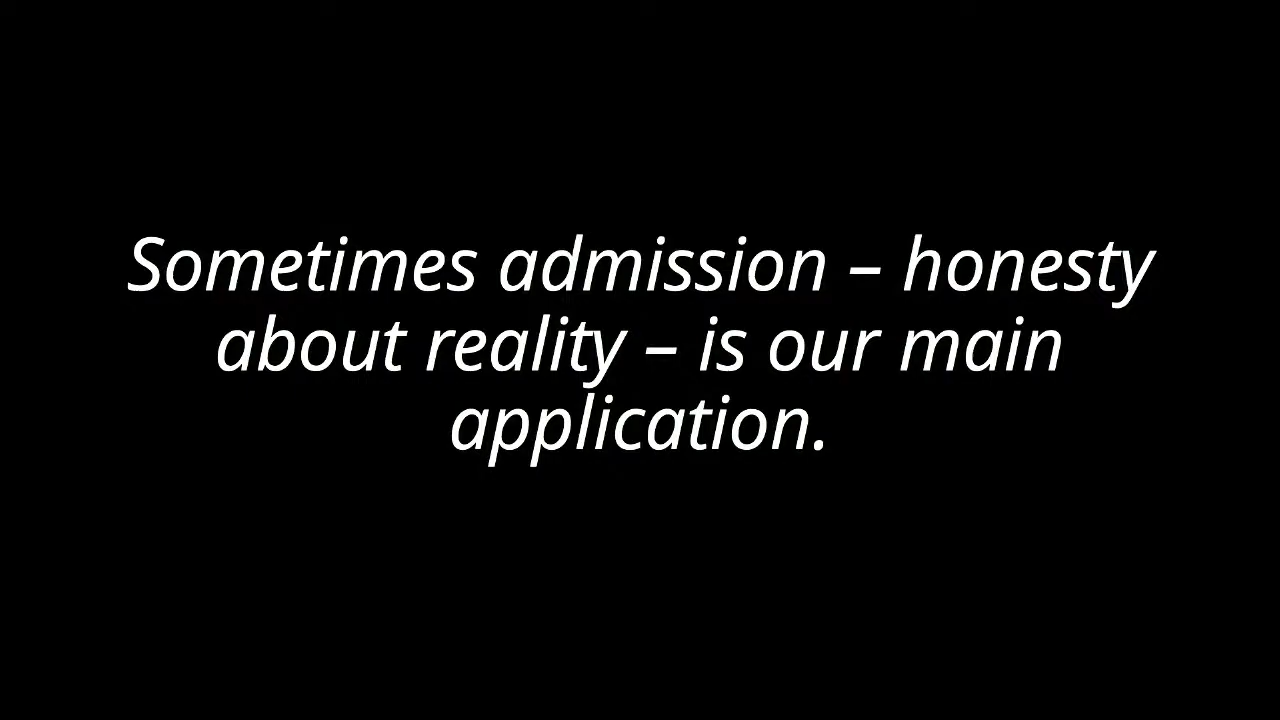 Sometimes admission – honesty
about reality – is our main
application.